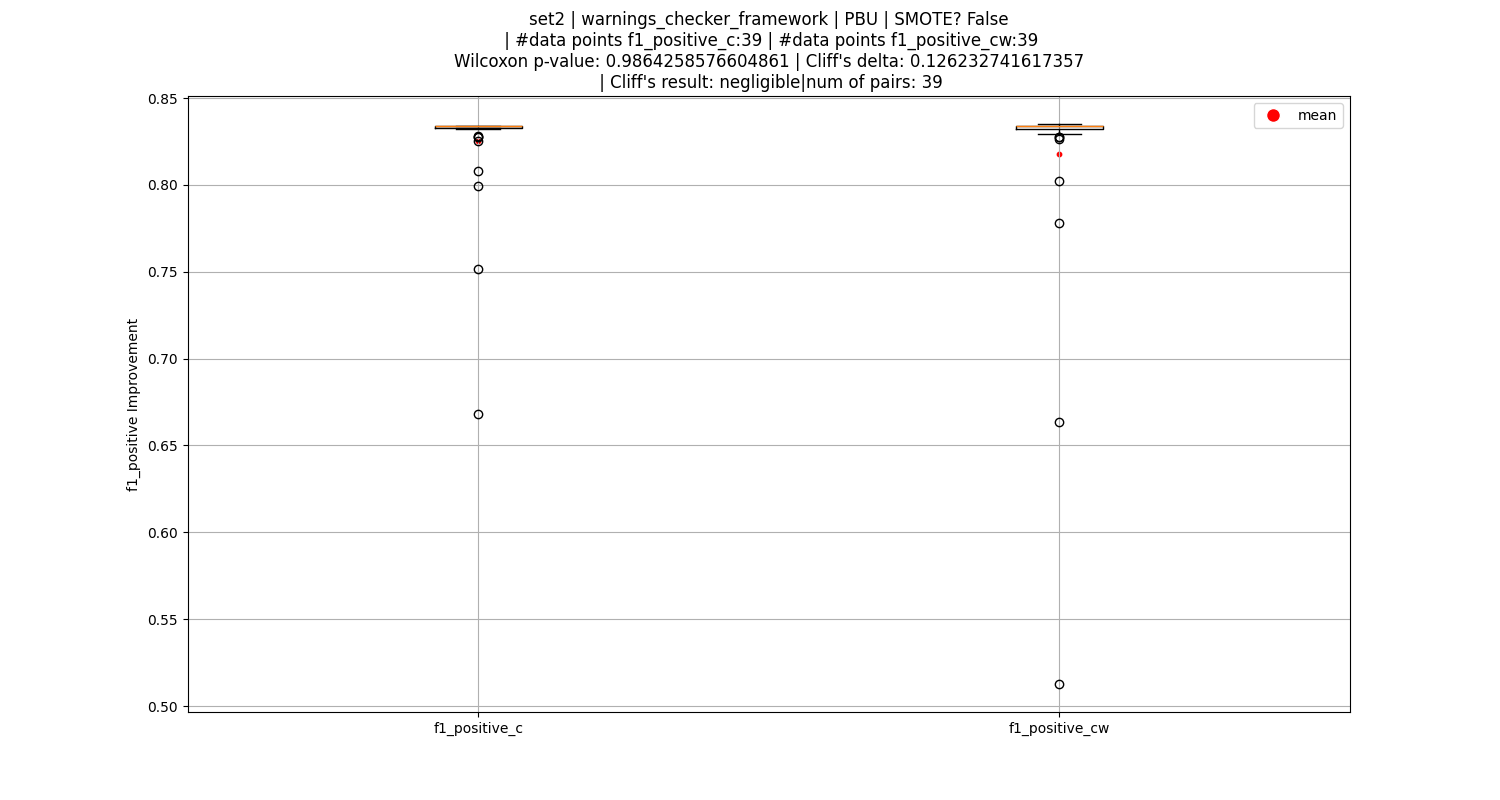 set2 | warnings_checker_framework | PBU | SMOTE? False
| #data points f1_positive_c:39 | #data points f1_positive_cw:39
Wilcoxon p-value: 0.9864258576604861 | Cliff's delta: 0.126232741617357
| Cliff's result: negligible|num of pairs: 39
mean
0.85
0.80
0.75
0.70
0.65
0.60
0.55
0.50
f1_positive Improvement
f1_positive_c
f1_positive_cw